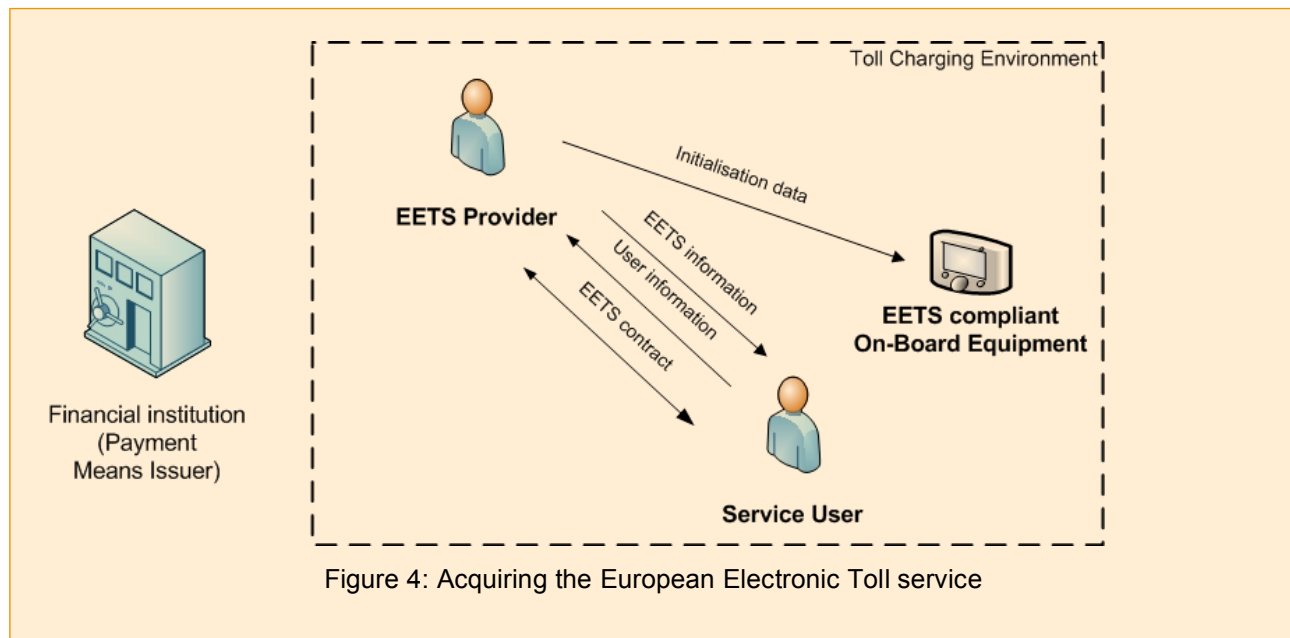 Toll Charging Environment
Initialisation data
EETS Provider
EETS information
User information
EETS contract
EETS compliant
On-Board Equipment
Financial institution
(Payment
Means Issuer)
Service User
Figure 4: Acquiring the European Electronic Toll service